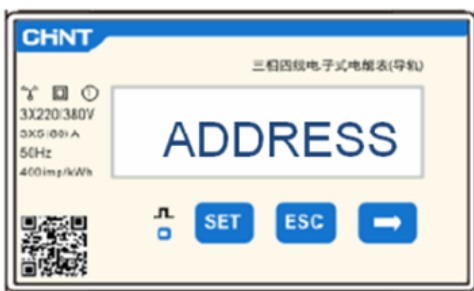 CHNT
三相四线电子式电能表(导轨)
3X220/380V
3X5(80)A
50Hz
400imp/kWh
ADDRESS
SET
ESC